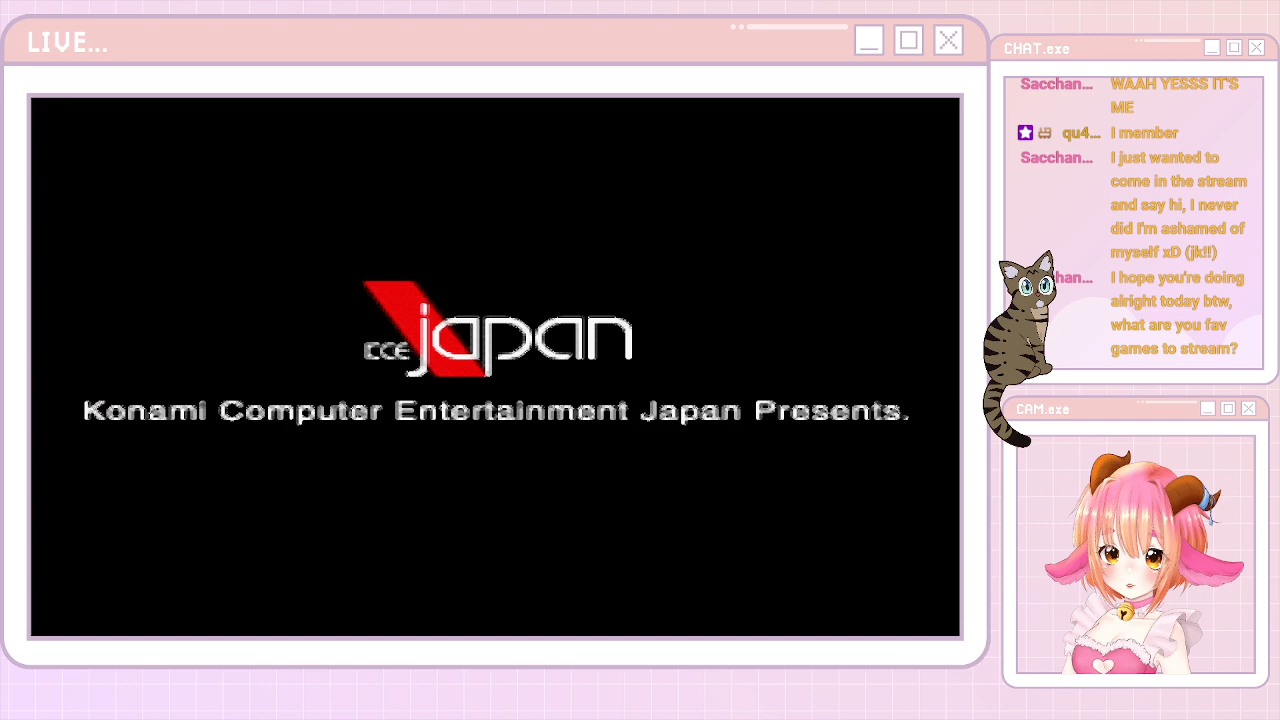 LIVE...
KCE japan
Konami Computer Entertainment Japan Presents.
CHAT.exe
Sacchan... WAAH YESSS IT'S
ME
qu4... I member
Sacchan... I just wanted to
come in the stream
and say hi, I never
did I'm ashamed of
myself xD (jk!!)
han... I hope you're doing
alright today btw,
what are you fav
games to stream?
CAM.exe